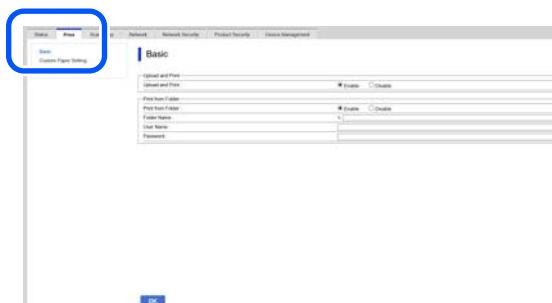 Status Print Network Network Security Product Security Device Management
Basic
Custom Paper Setting
Basic
Upload and Print
Upload and Print Enable Disable
Print from Folder
Print from Folder Enable Disable
Folder Name
User Name
Password
OK